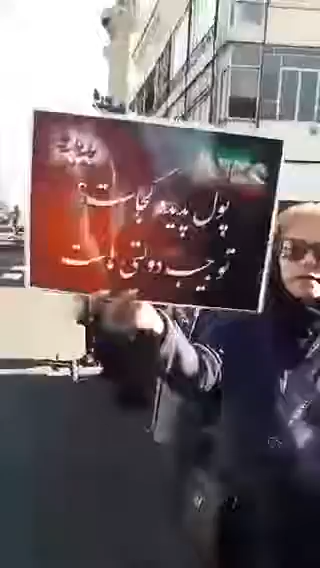 پول پدیده کجاست؟
تو جیب دولتی هاست